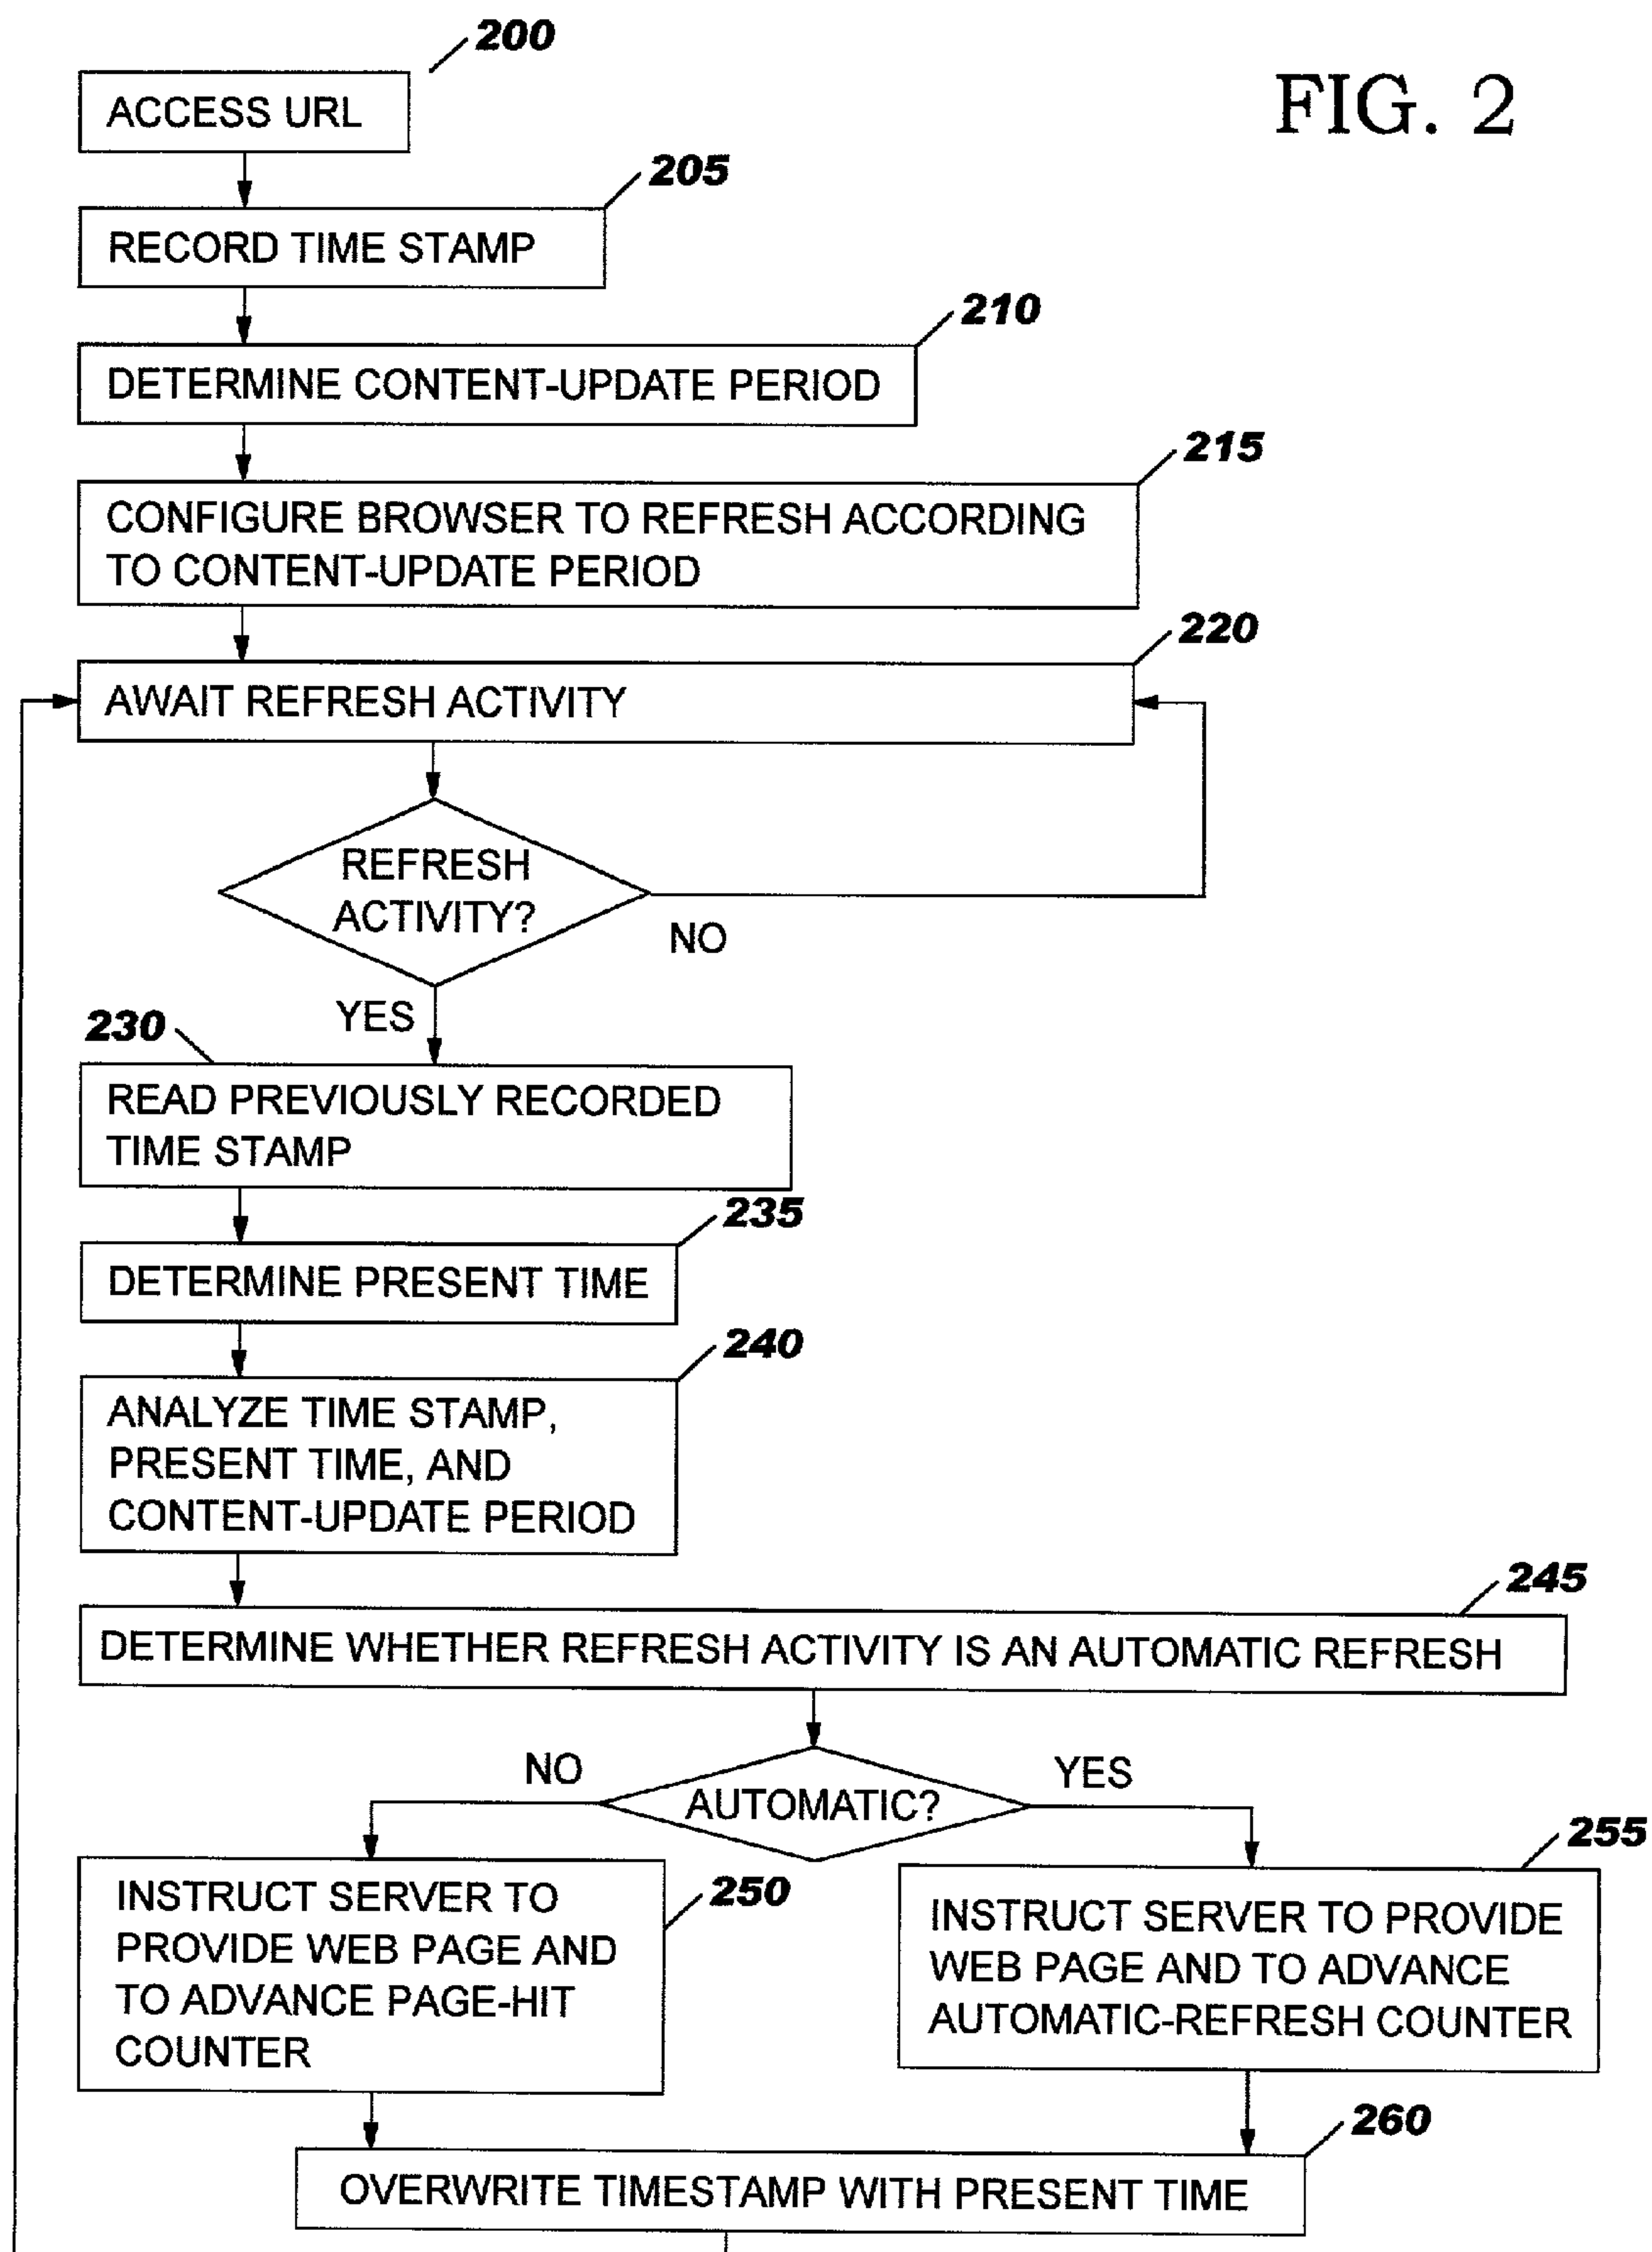 200
FIG. 2
ACCESS URL
205
RECORD TIME STAMP
210
DETERMINE CONTENT-UPDATE PERIOD
215
CONFIGURE BROWSER TO REFRESH ACCORDING
TO CONTENT-UPDATE PERIOD
220
AWAIT REFRESH ACTIVITY
REFRESH
ACTIVITY?
NO
YES
230
READ PREVIOUSLY RECORDED
TIME STAMP
235
DETERMINE PRESENT TIME
240
ANALYZE TIME STAMP,
PRESENT TIME, AND
CONTENT-UPDATE PERIOD
245
DETERMINE WHETHER REFRESH ACTIVITY IS AN AUTOMATIC REFRESH
NO
YES
AUTOMATIC?
250
INSTRUCT SERVER TO
PROVIDE WEB PAGE AND
TO ADVANCE PAGE-HIT
COUNTER
255
INSTRUCT SERVER TO PROVIDE
WEB PAGE AND TO ADVANCE
AUTOMATIC-REFRESH COUNTER
260
OVERWRITE TIMESTAMP WITH PRESENT TIME